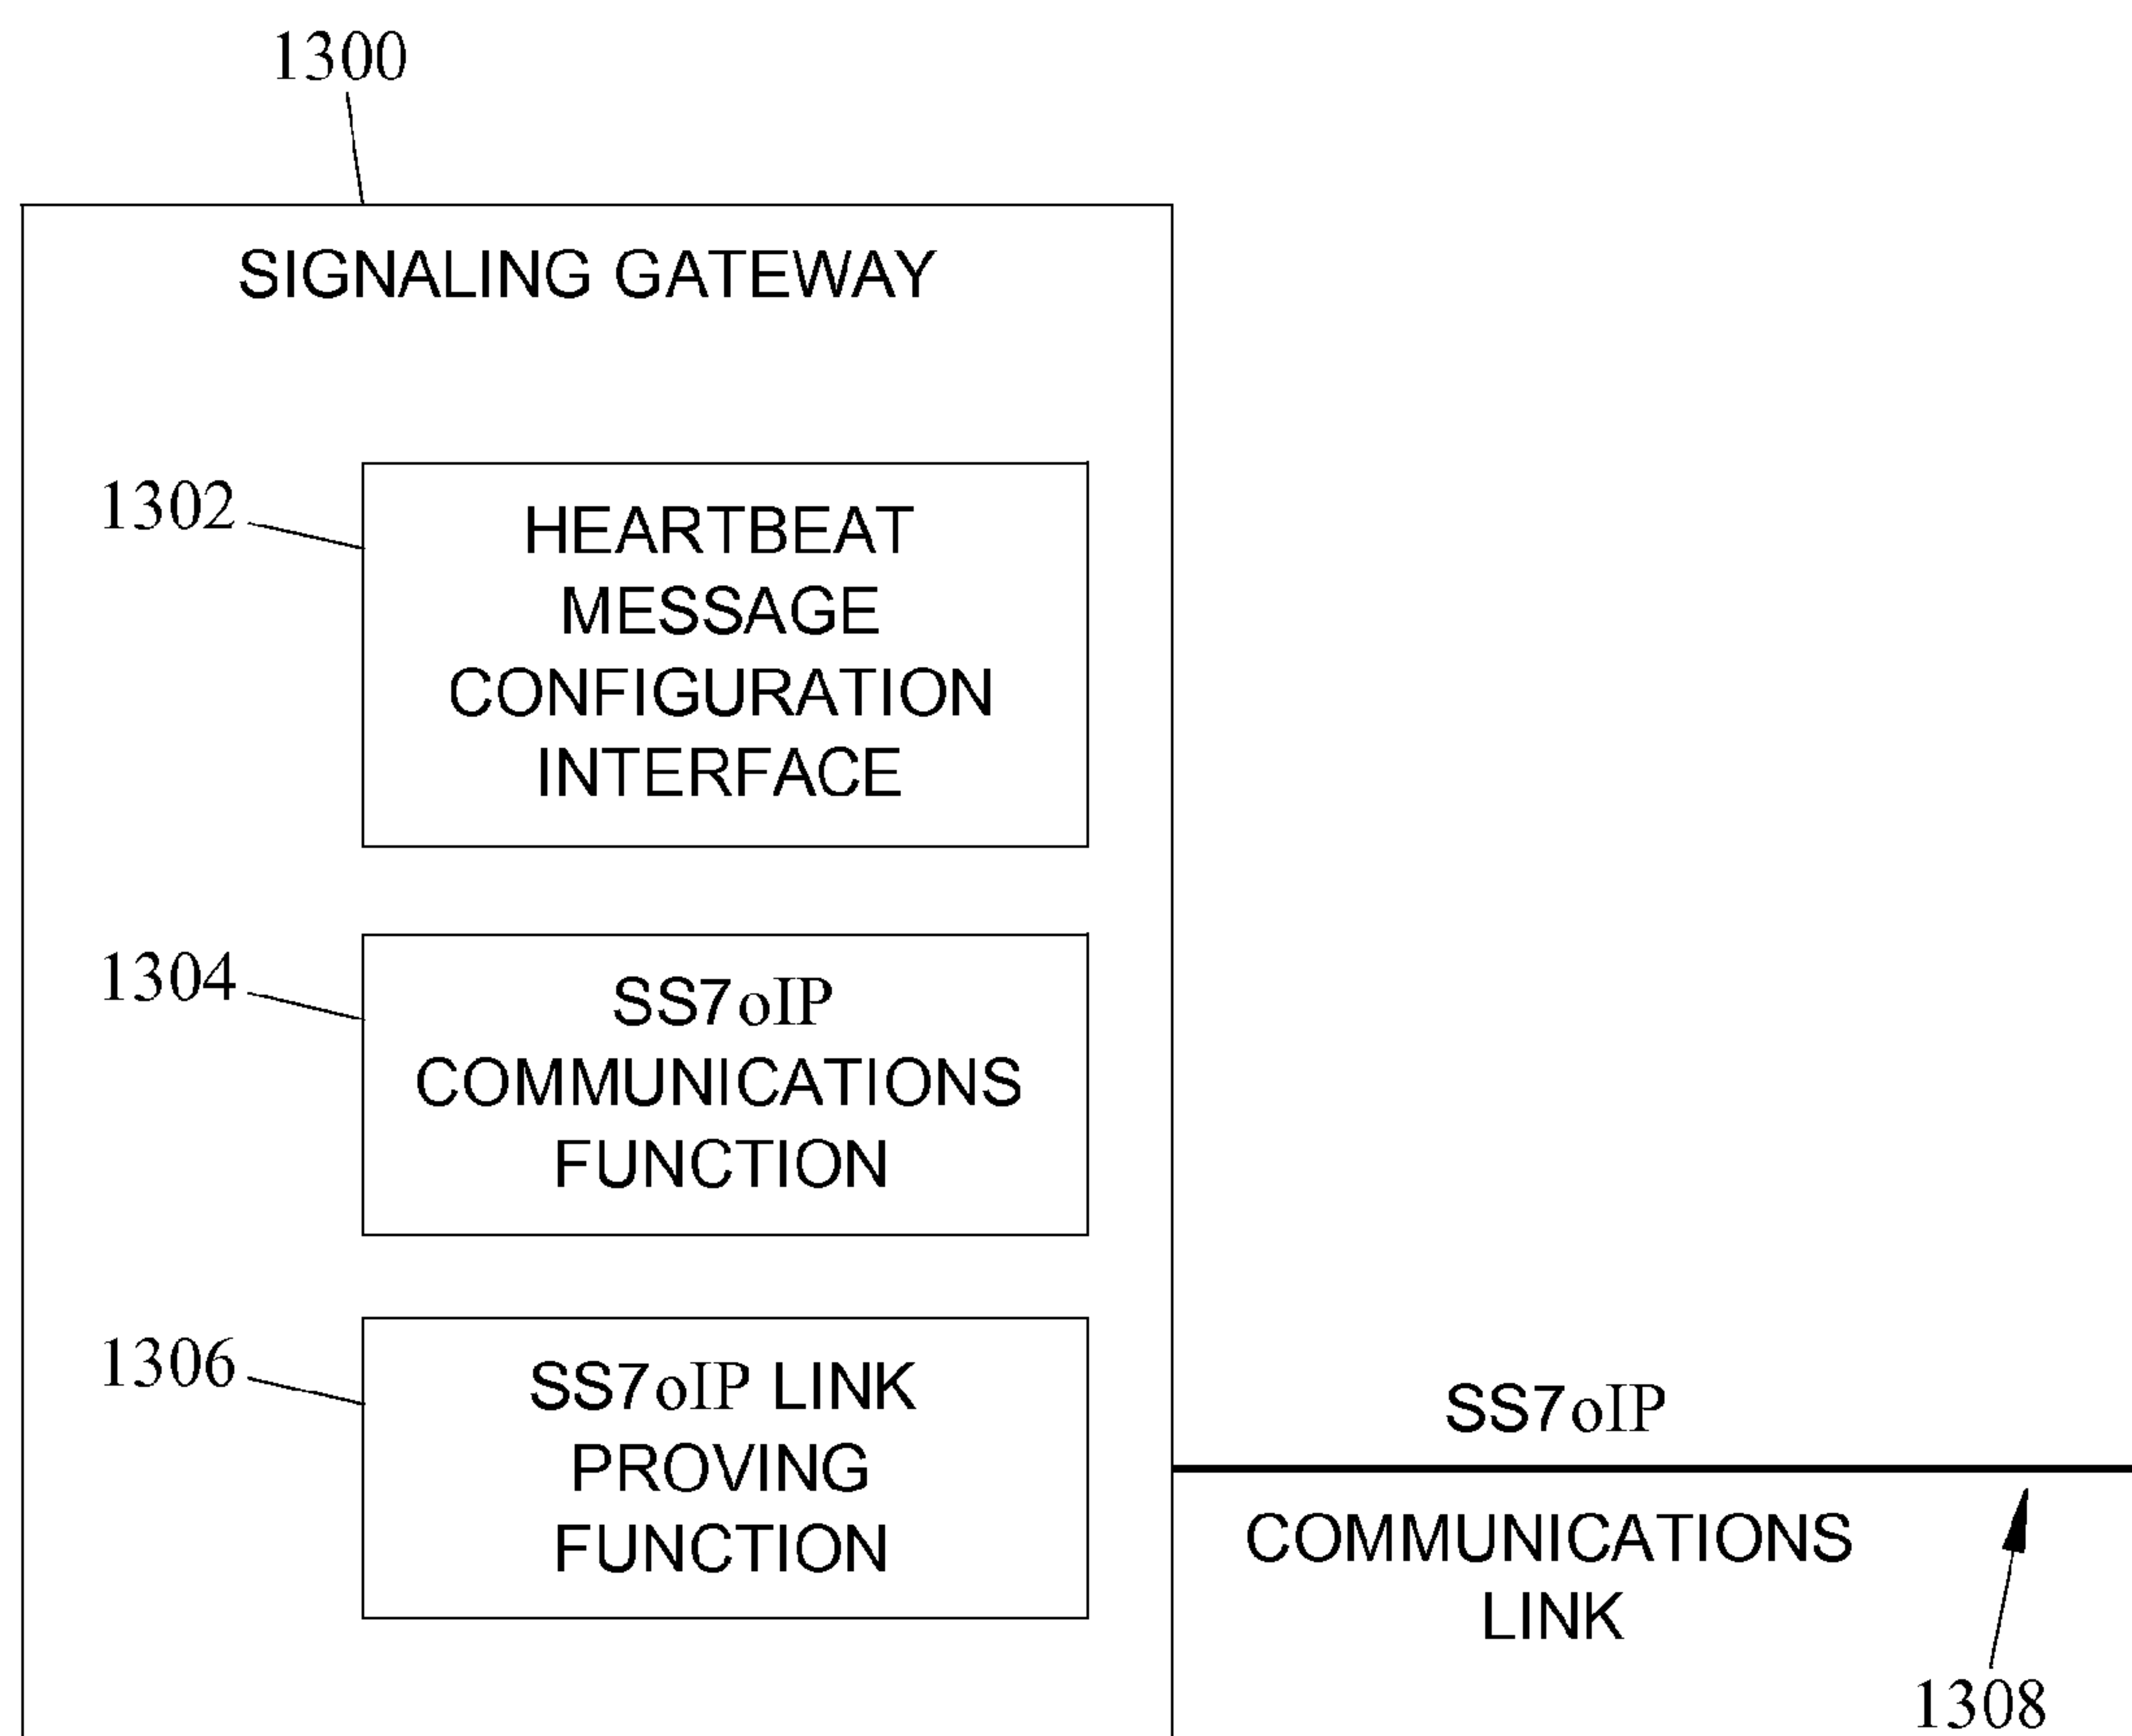 1300
SIGNALING GATEWAY
1302
HEARTBEAT
MESSAGE
CONFIGURATION
INTERFACE
1304
SS7oIP
COMMUNICATIONS
FUNCTION
1306
SS7oIP LINK
PROVING
FUNCTION
SS7oIP
COMMUNICATIONS
LINK
1308